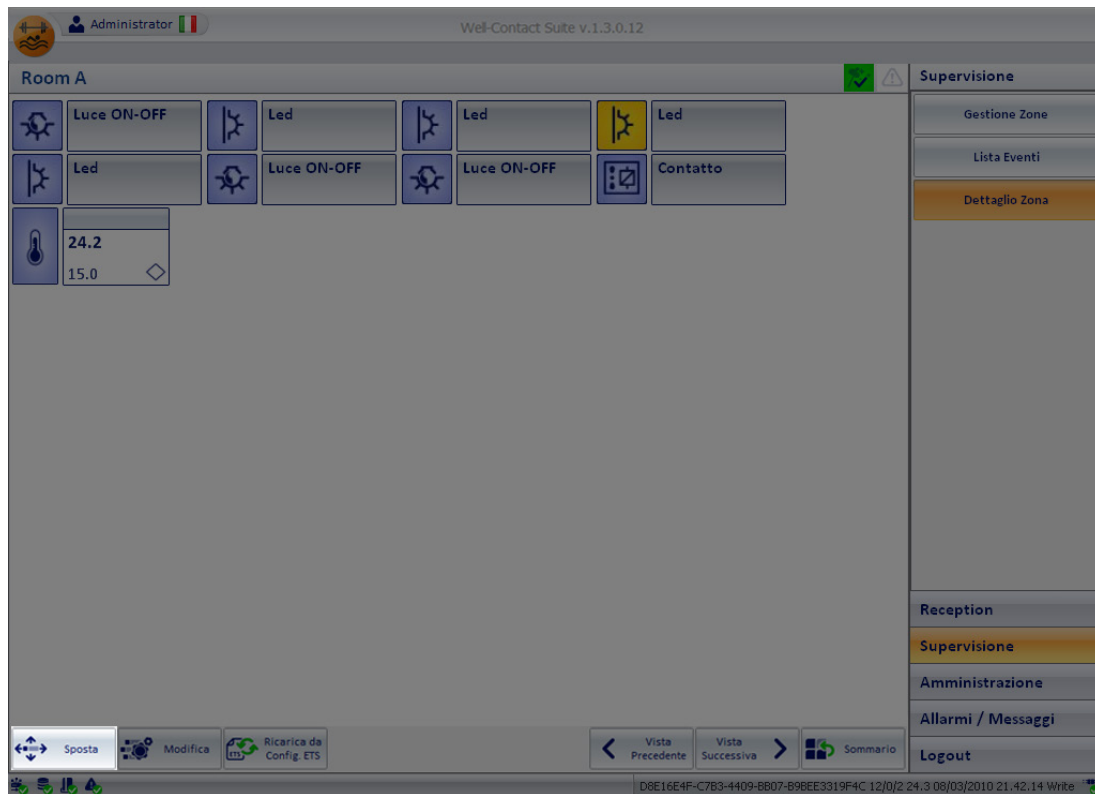 Administrator
Well-Contact Suite v.1.3.0.12
Room A
Supervisione
Luce ON-OFF
Led
Led
Led
Gestione Zone
Lista Eventi
Led
Luce ON-OFF
Luce ON-OFF
Contatto
Dettaglio Zona
24.2
15.0
Reception
Supervisione
Amministrazione
Allarmi / Messaggi
Logout
Sposta
Modifica
ETS
Ricarica da
Config. ETS
Vista
Precedente
Vista
Successiva
Sommario
D8E16E4F-C7B3-4409-BB07-B9BEE3319F4C 12/0/2 24.3 08/03/2010 21.42.14 Write